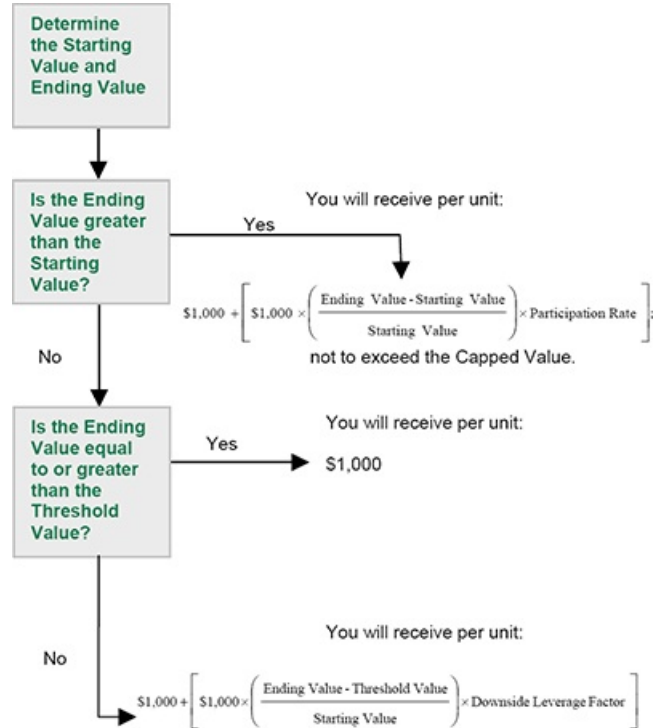 Determine
the Starting
Value and
Ending Value
Is the Ending
Value greater
than the
Starting
Value?
Yes
You will receive per unit:
$1,000 + [ $1,000 × ( Ending Value - Starting Value / Starting Value ) × Participation Rate ];
not to exceed the Capped Value.
No
Is the Ending
Value equal
to or greater
than the
Threshold
Value?
Yes
You will receive per unit:
$1,000
No
You will receive per unit:
$1,000 + [ $1,000 × ( Ending Value - Threshold Value / Starting Value ) × Downside Leverage Factor ]